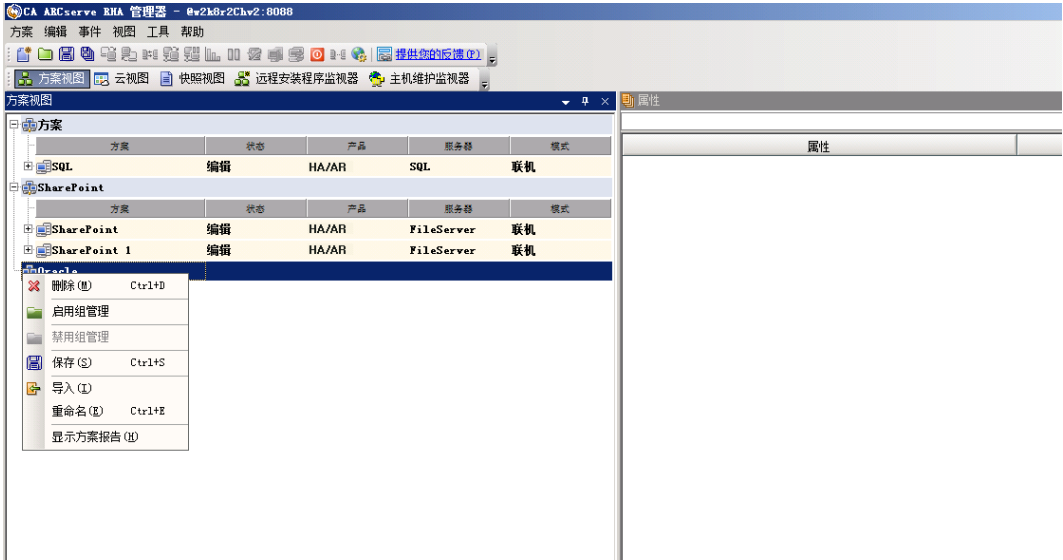 CA ARCserve RHA 管理器 - @w2k8r2Chv2:8088
方案 编辑 事件 视图 工具 帮助
提供您的反馈(P)
方案视图 云视图 快照视图 远程安装程序监视器 主机维护监视器
方案视图
属性
方案
属性
方案 状态 产品 服务器 模式
SQL 编辑 HA/AR SQL 联机
SharePoint
方案 状态 产品 服务器 模式
SharePoint 编辑 HA/AR FileServer 联机
SharePoint 1 编辑 HA/AR FileServer 联机
Oracle
删除(M) Ctrl+D
启用组管理
禁用组管理
保存(S) Ctrl+S
导入(I)
重命名(E) Ctrl+E
显示方案报告(H)